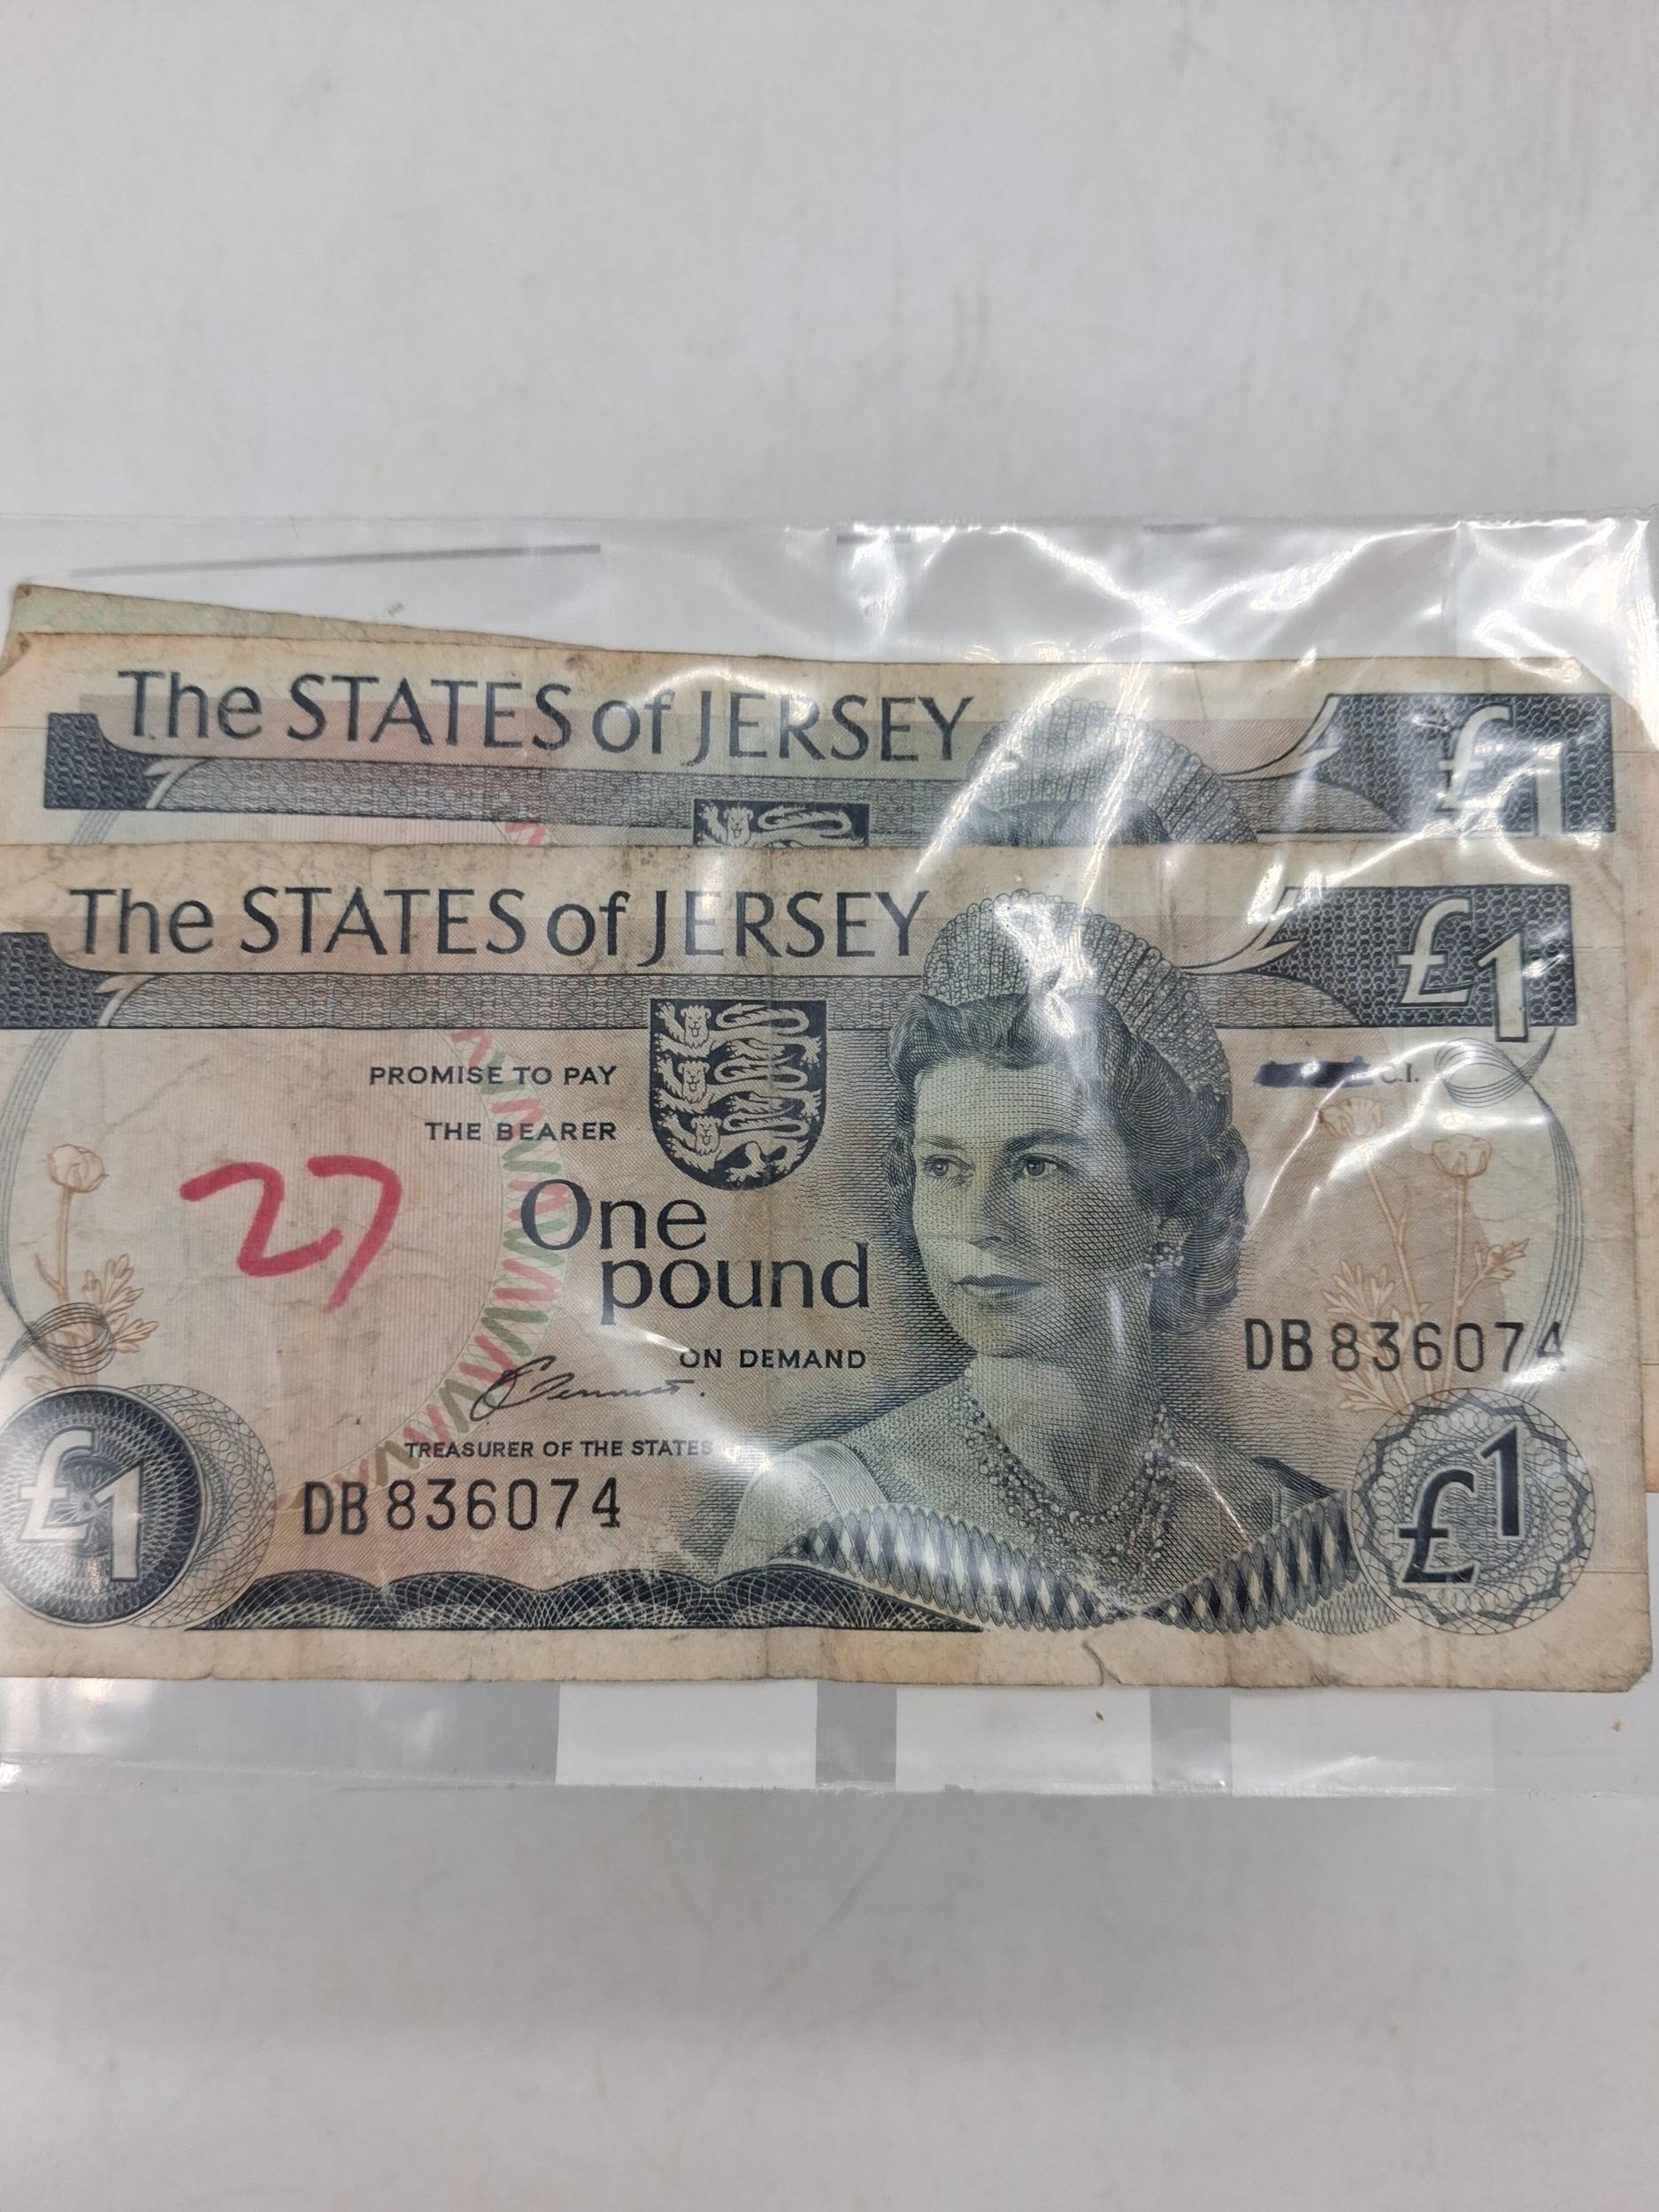 The STATES of JERSEY
£1
The STATES of JERSEY
£1
PROMISE TO PAY
C.I.
THE BEARER
27
One
pound
ON DEMAND
DB 836074
TREASURER OF THE STATES
DB 836074
£1
£1